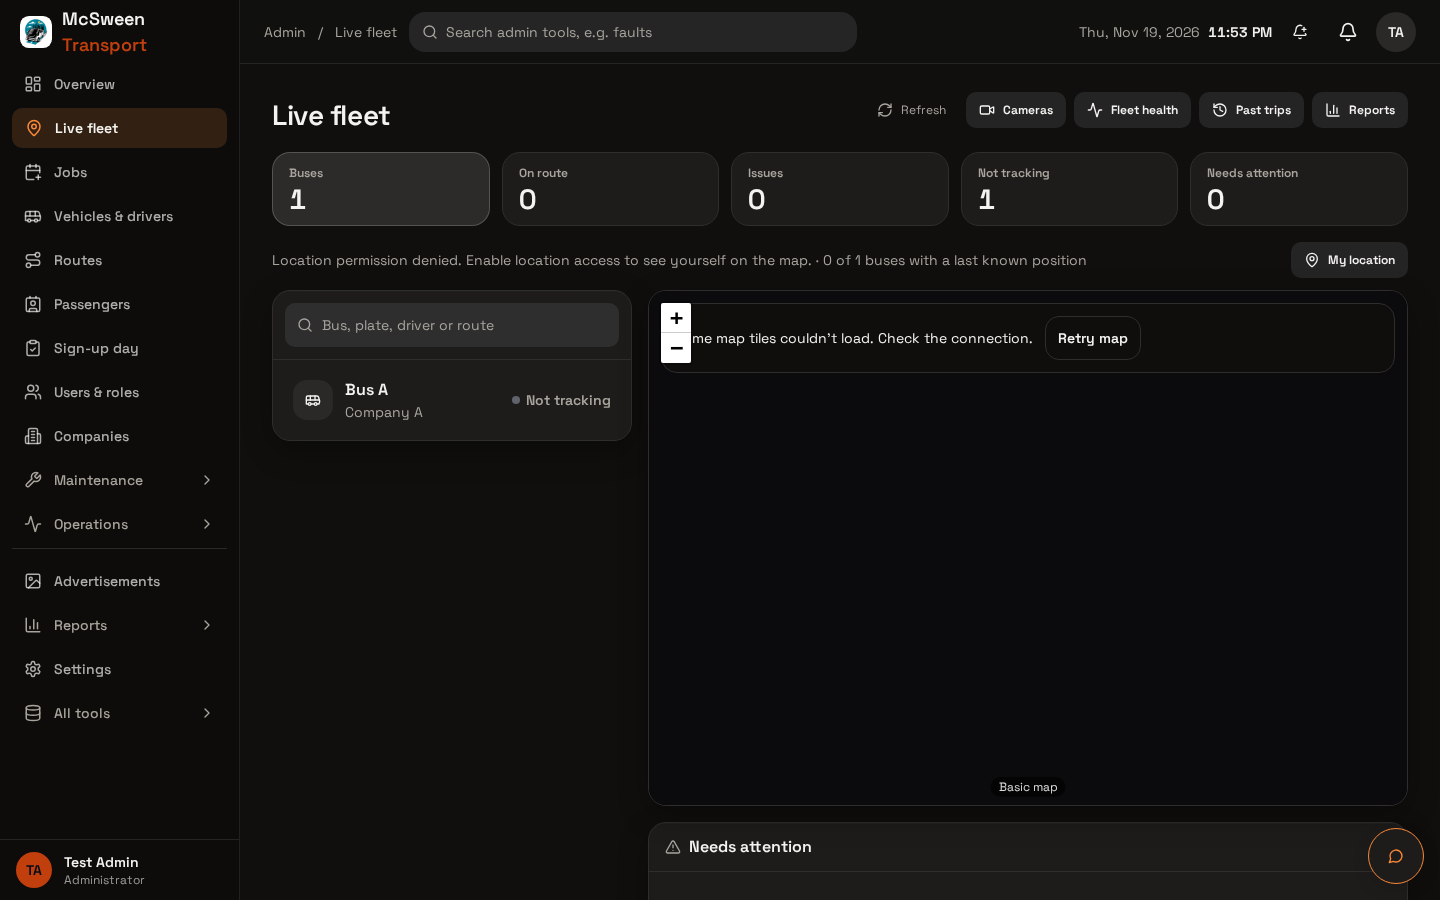 McSween
Transport
Admin / Live fleet
Search admin tools, e.g. faults
Thu, Nov 19, 2026 11:53 PM
TA
Overview
Live fleet
Jobs
Vehicles & drivers
Routes
Passengers
Sign-up day
Users & roles
Companies
Maintenance
Operations
Advertisements
Reports
Settings
All tools
TA
Test Admin
Administrator
Live fleet
Refresh
Cameras
Fleet health
Past trips
Reports
Buses
1
On route
0
Issues
0
Not tracking
1
Needs attention
0
Location permission denied. Enable location access to see yourself on the map. · 0 of 1 buses with a last known position
My location
Bus, plate, driver or route
Bus A
Company A
Not tracking
+
−
me map tiles couldn't load. Check the connection.
Retry map
Basic map
Needs attention